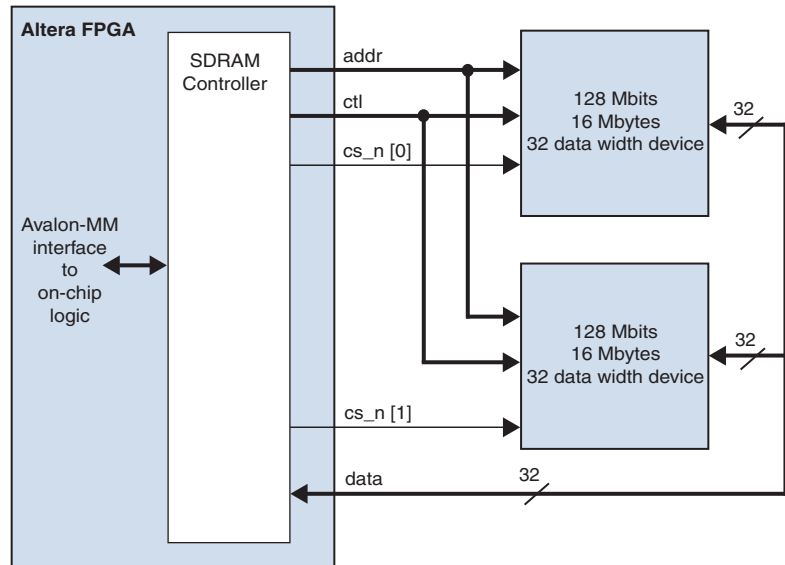 Altera FPGA
SDRAM
Controller
addr
ctl
cs_n [0]
128 Mbits
16 Mbytes
32 data width device
32
Avalon-MM
interface
to
on-chip
logic
128 Mbits
16 Mbytes
32 data width device
32
cs_n [1]
data
32